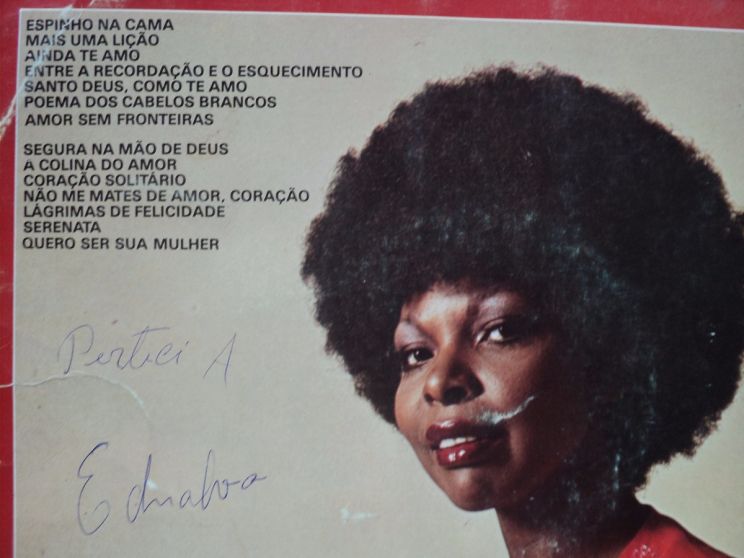 ESPINHO NA CAMA
MAIS UMA LIÇÃO
AINDA TE AMO
ENTRE A RECORDAÇÃO E O ESQUECIMENTO
SANTO DEUS, COMO TE AMO
POEMA DOS CABELOS BRANCOS
AMOR SEM FRONTEIRAS
SEGURA NA MÃO DE DEUS
A COLINA DO AMOR
CORAÇÃO SOLITÁRIO
NÃO ME MATES DE AMOR, CORAÇÃO
LÁGRIMAS DE FELICIDADE
SERENATA
QUERO SER SUA MULHER
A